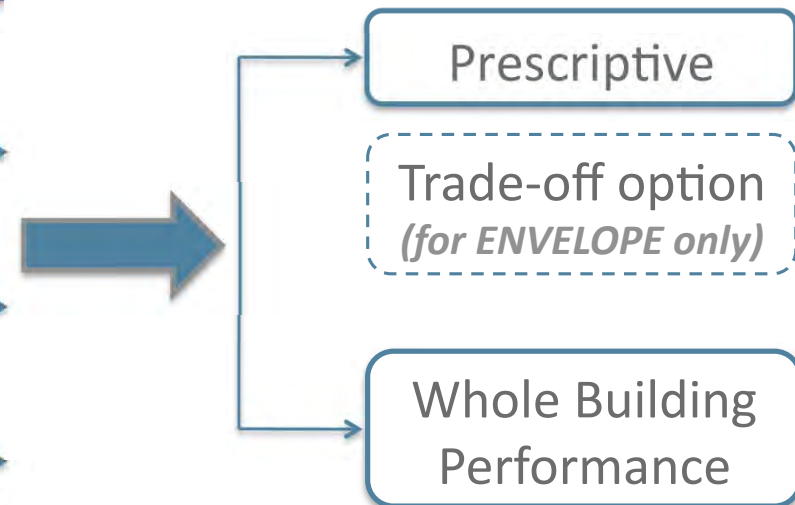 Prescriptive
Trade-off option
(for ENVELOPE only)
Whole Building
Performance